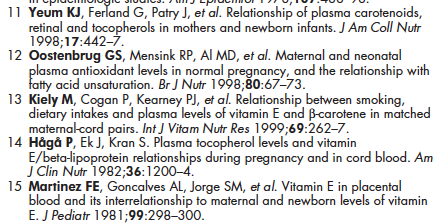 11 Yeum KJ, Ferland G, Patry J, et al. Relationship of plasma carotenoids,
retinal and tocopherols in mothers and newborn infants. J Am Coll Nutr
1998;17:442–7.
12 Oostenbrug GS, Mensink RP, Al MD, et al. Maternal and neonatal
plasma antioxidant levels in normal pregnancy, and the relationship with
fatty acid unsaturation. Br J Nutr 1998;80:67–73.
13 Kiely M, Cogan P, Kearney PJ, et al. Relationship between smoking,
dietary intakes and plasma levels of vitamin E and β-carotene in matched
maternal-cord pairs. Int J Vitam Nutr Res 1999;69:262–7.
14 Hågå P, Ek J, Kran S. Plasma tocopherol levels and vitamin
E/beta-lipoprotein relationships during pregnancy and in cord blood. Am
J Clin Nutr 1982;36:1200–4.
15 Martinez FE, Goncalves AL, Jorge SM, et al. Vitamin E in placental
blood and its interrelationship to maternal and newborn levels of vitamin
E. J Pediatr 1981;99:298–300.